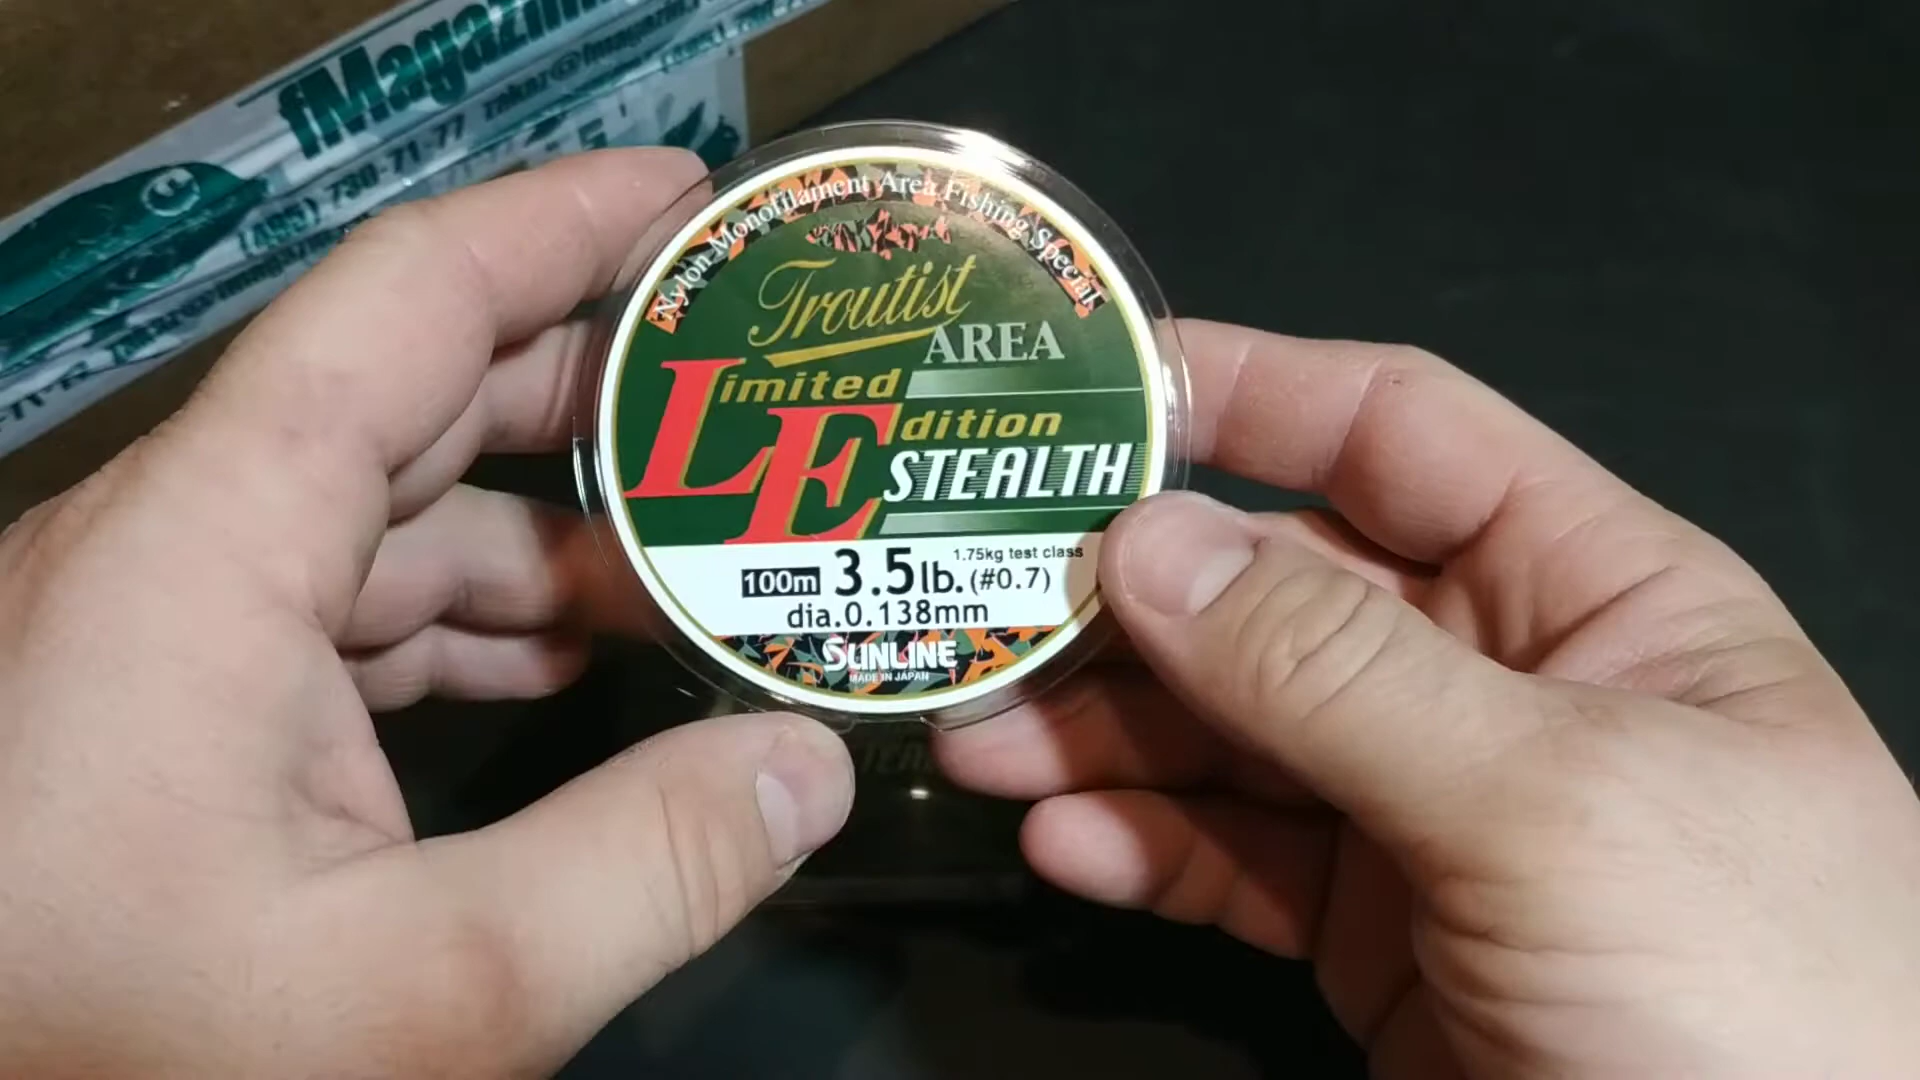 fMagazin
(495) 730-71-77
Nylon Monofilament Area Fishing Special
Troutist
AREA
Limited
Edition
STEALTH
1.75kg test class
100m 3.5lb. (#0.7)
dia.0.138mm
SUNLINE
MADE IN JAPAN